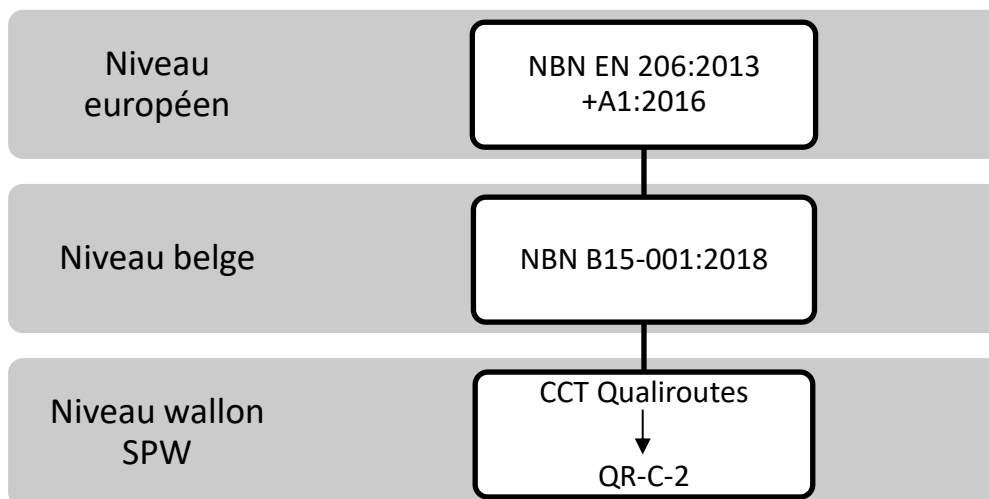 Niveau
européen
NBN EN 206:2013
+A1:2016
Niveau belge
NBN B15-001:2018
Niveau wallon
SPW
CCT Qualiroutes
QR-C-2